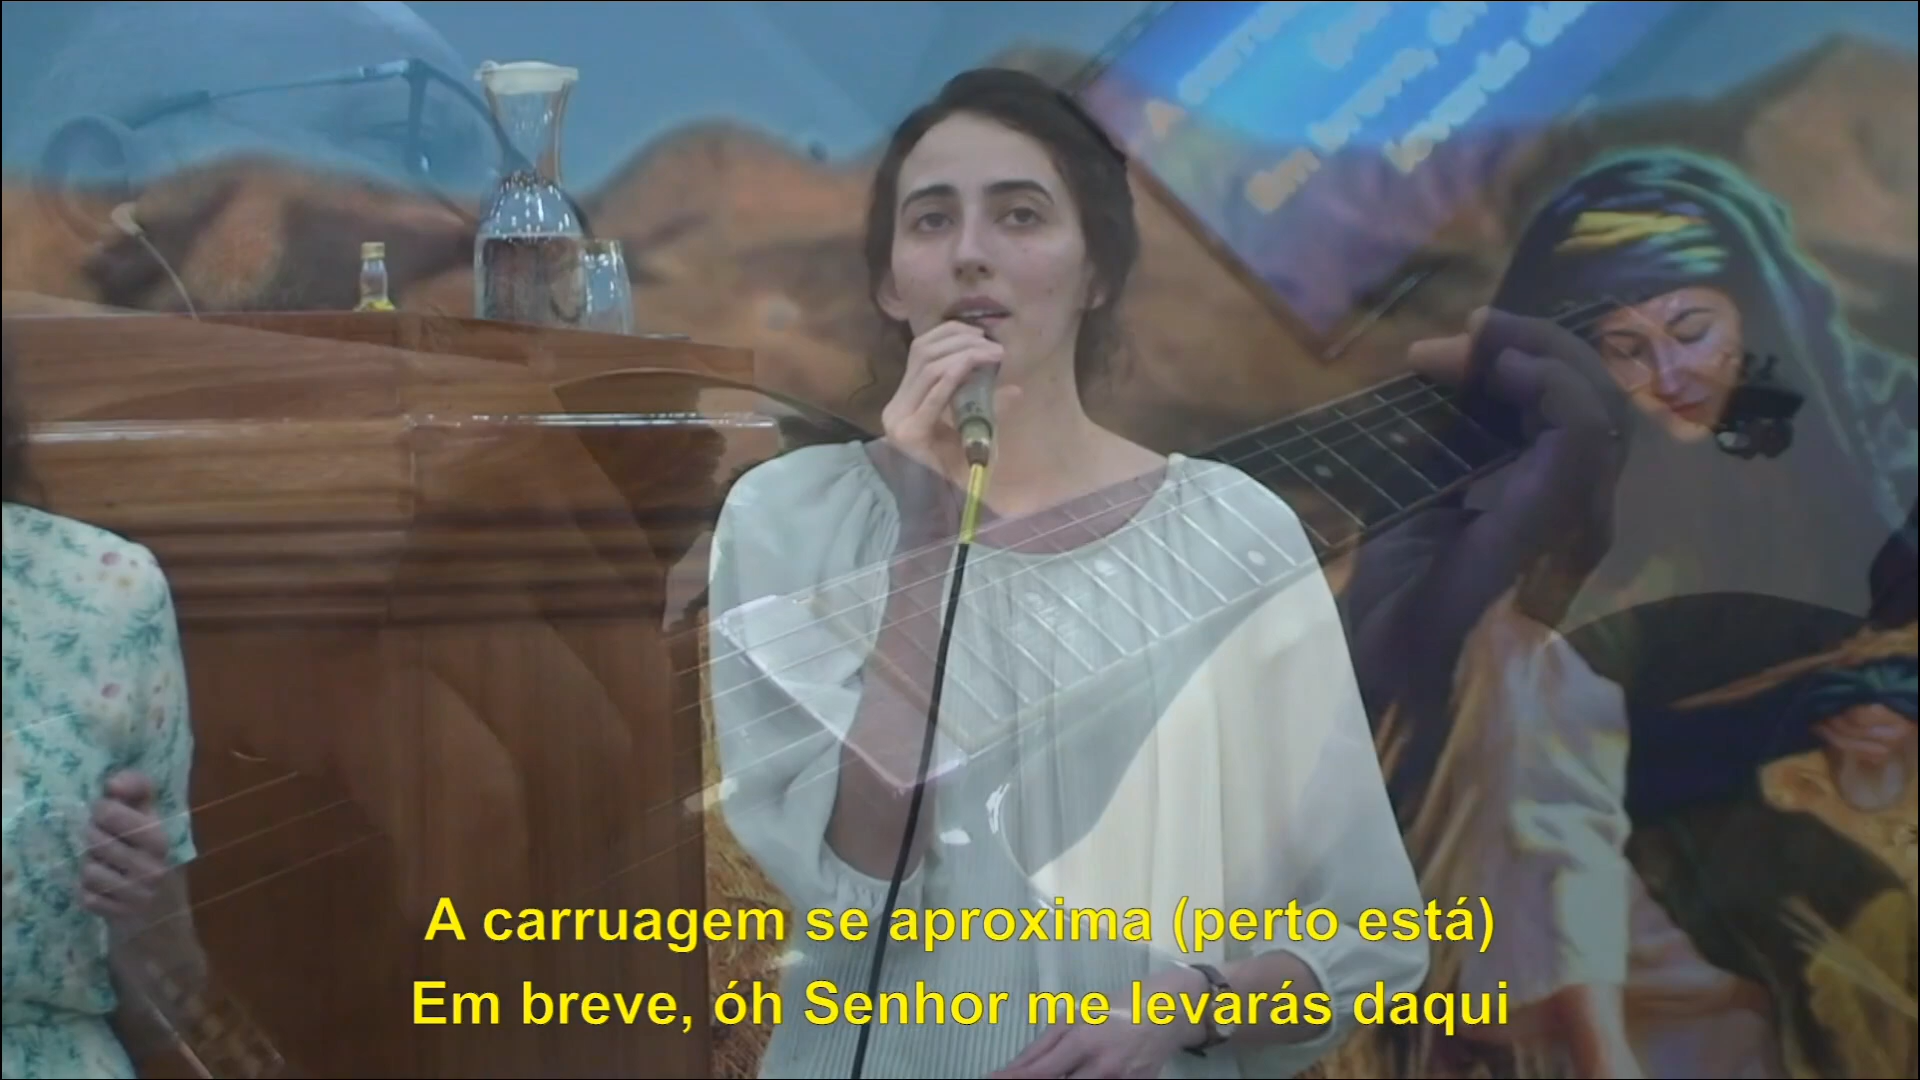 A carruagem se aproxima (perto está)
Em breve, óh Senhor me levarás daqui